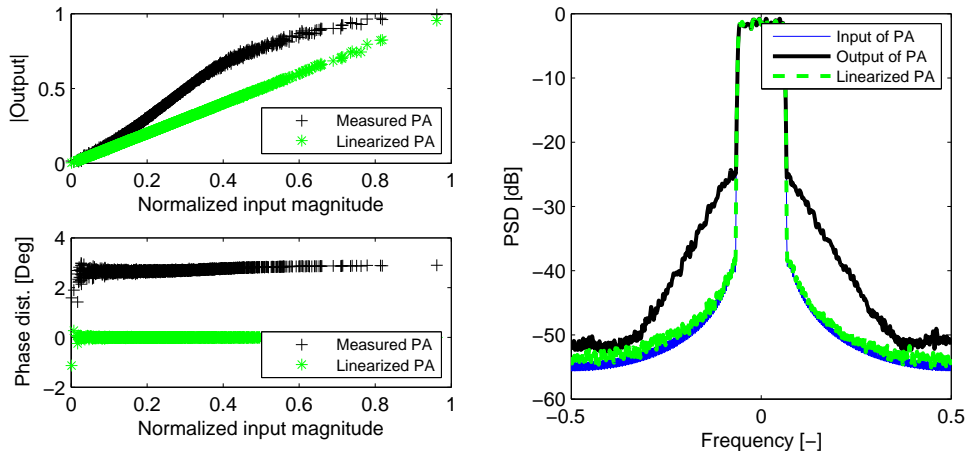 1
0.5
0
|Output|
0 0.2 0.4 0.6 0.8 1
Normalized input magnitude
Measured PA
Linearized PA
4
2
0
−2
Phase dist. [Deg]
0 0.2 0.4 0.6 0.8 1
Normalized input magnitude
Measured PA
Linearized PA
0
−10
−20
−30
−40
−50
−60
PSD [dB]
−0.5 0 0.5
Frequency [-]
Input of PA
Output of PA
Linearized PA